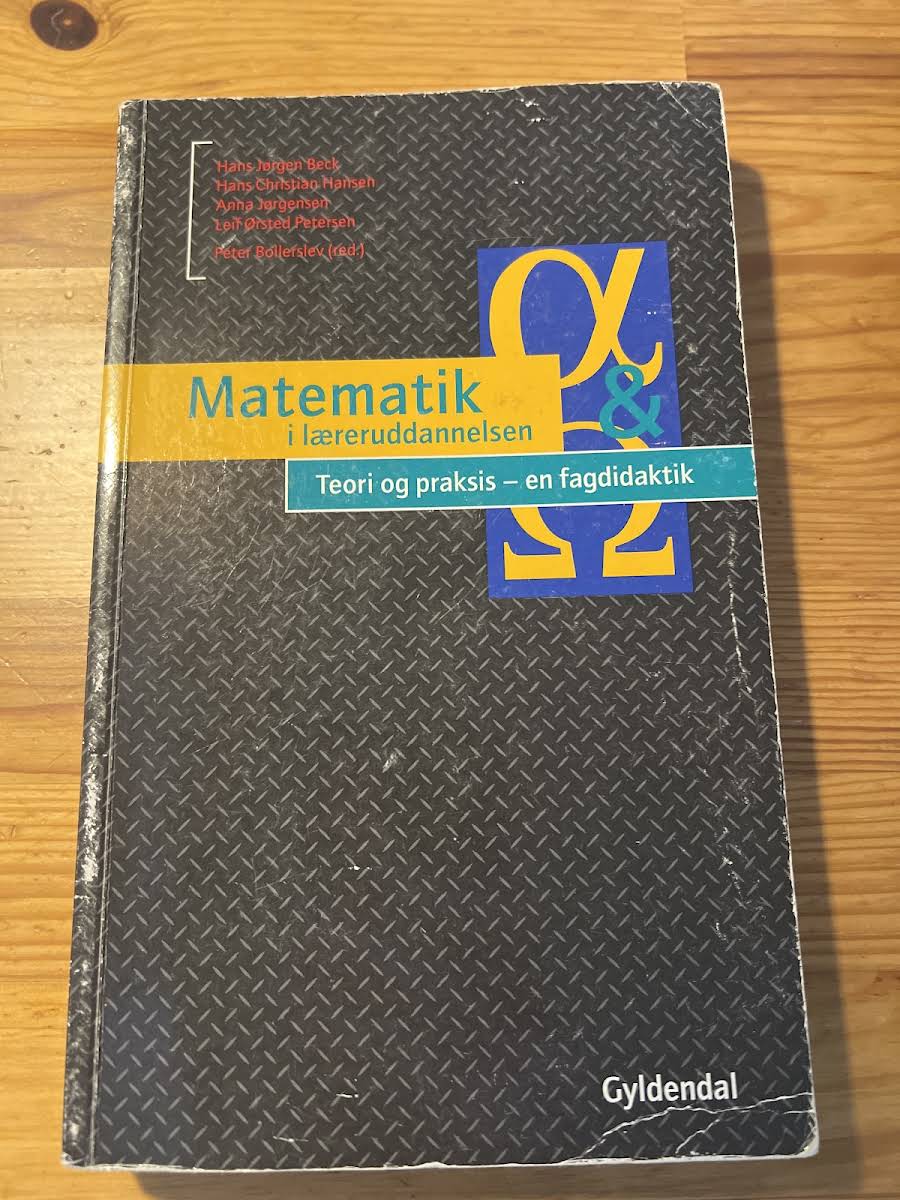 Hans Jørgen Beck
Hans Christian Hansen
Anna Jørgensen
Leif Ørsted Petersen
Peter Bollerslev (red.)
α
&
Ω
Matematik
i læreruddannelsen
Teori og praksis – en fagdidaktik
Gyldendal